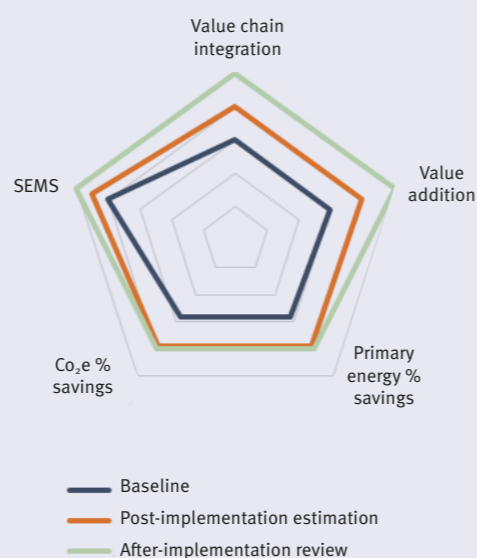 Value chain
integration
SEMS
Value
addition
Co₂e %
savings
Primary
energy %
savings
Baseline
Post-implementation estimation
After-implementation review